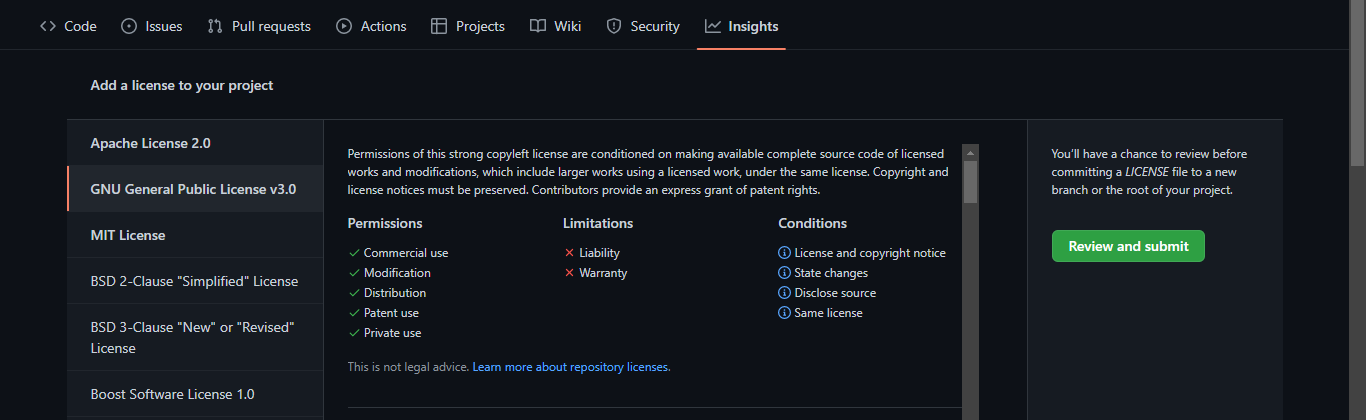 Code Issues Pull requests Actions Projects Wiki Security Insights
Add a license to your project
Apache License 2.0
GNU General Public License v3.0
MIT License
BSD 2-Clause "Simplified" License
BSD 3-Clause "New" or "Revised"
License
Boost Software License 1.0
Permissions of this strong copyleft license are conditioned on making available complete source code of licensed
works and modifications, which include larger works using a licensed work, under the same license. Copyright and
license notices must be preserved. Contributors provide an express grant of patent rights.
Permissions
Commercial use
Modification
Distribution
Patent use
Private use
Limitations
Liability
Warranty
Conditions
License and copyright notice
State changes
Disclose source
Same license
This is not legal advice. Learn more about repository licenses.
You'll have a chance to review before
committing a LICENSE file to a new
branch or the root of your project.
Review and submit